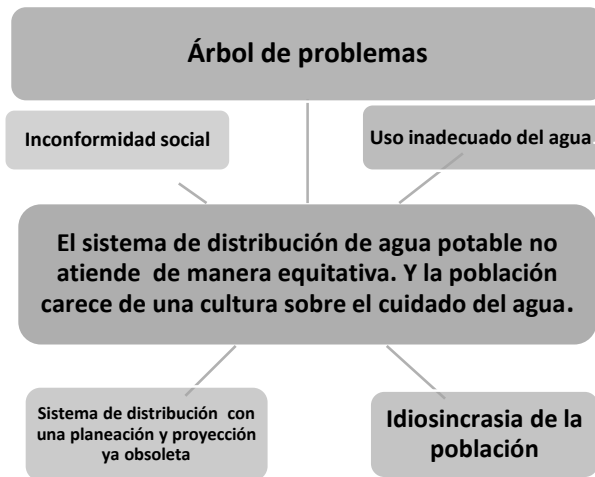 Árbol de problemas
Inconformidad social
Uso inadecuado del agua.
El sistema de distribución de agua potable no
atiende de manera equitativa. Y la población
carece de una cultura sobre el cuidado del agua.
Sistema de distribución con
una planeación y proyección
ya obsoleta
Idiosincrasia de la
población